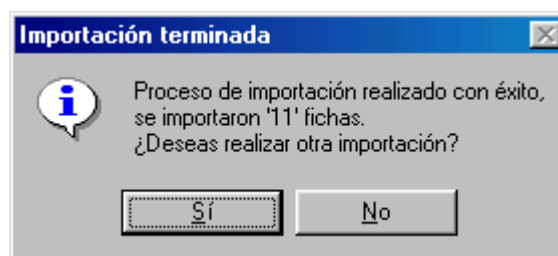 Importación terminada
Proceso de importación realizado con éxito,
se importaron '11' fichas.
¿Deseas realizar otra importación?
Sí
No